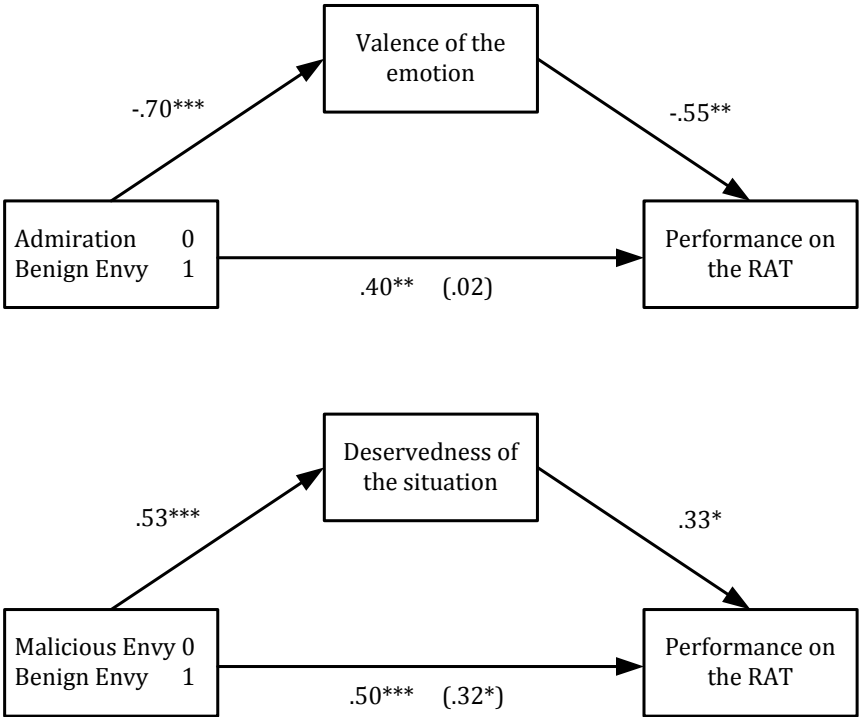 Valence of the
emotion
-.70***
-.55**
Admiration 0
Benign Envy 1
Performance on
the RAT
.40** (.02)
Deservedness of
the situation
.53***
.33*
Malicious Envy 0
Benign Envy 1
Performance on
the RAT
.50*** (.32*)